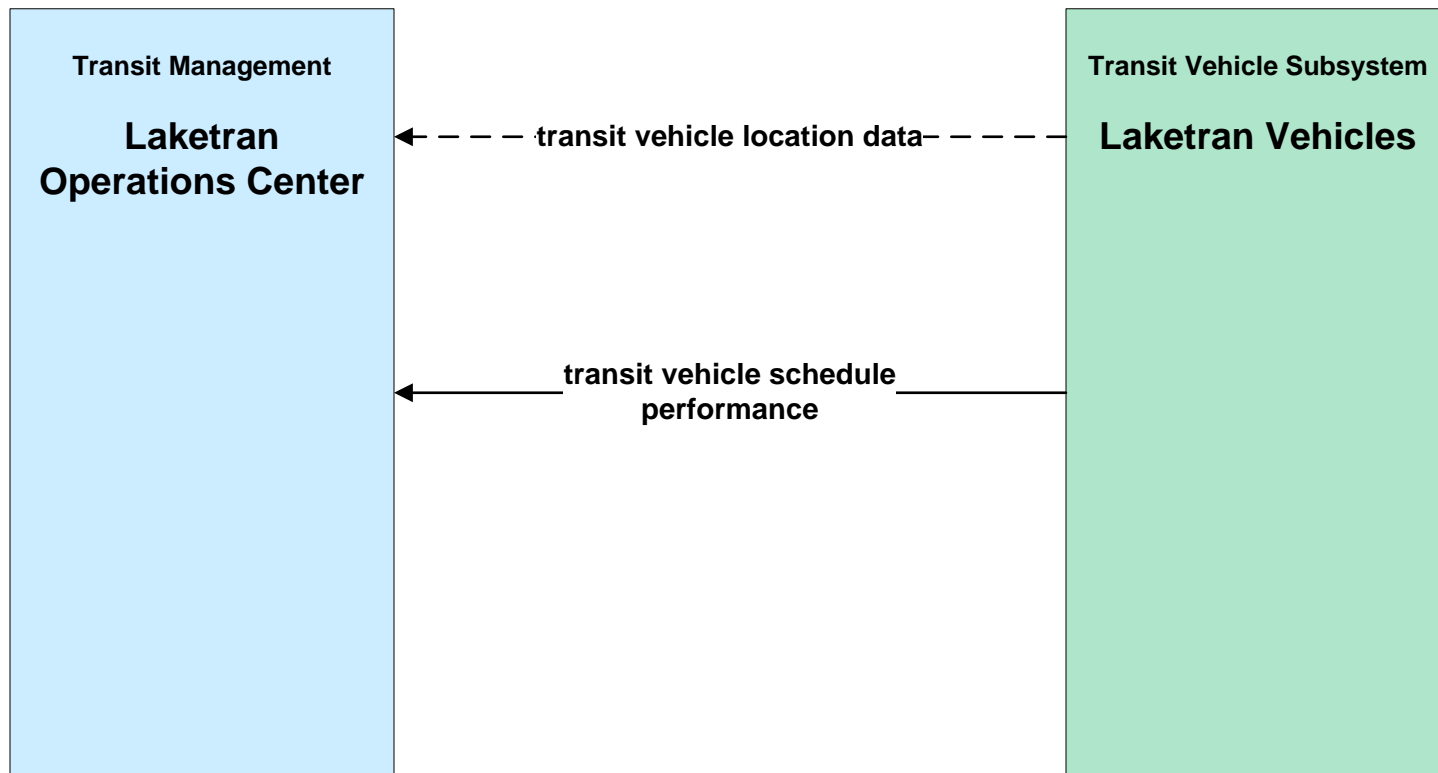 Transit Management
Laketran
Operations Center
transit vehicle location data
transit vehicle schedule
performance
Transit Vehicle Subsystem
Laketran Vehicles